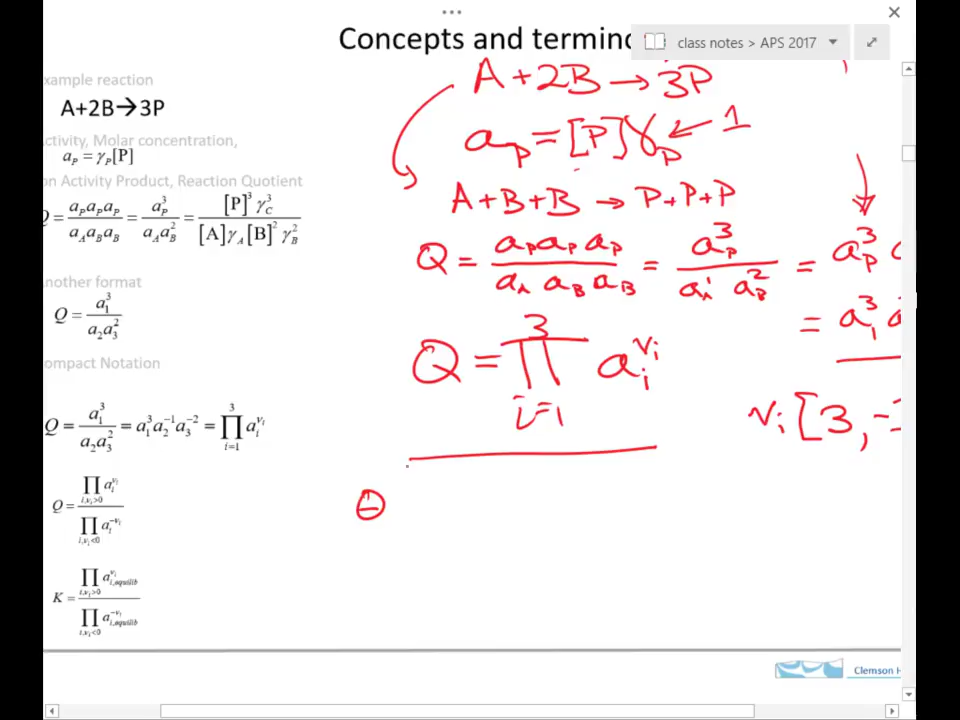 Concepts and termino
class notes > APS 2017
xample reaction
A+2B→3P
ctivity, Molar concentration,
a_P = γ_P[P]
on Activity Product, Reaction Quotient
Q = a_P a_P a_P / a_A a_B a_B = a_P^3 / a_A a_B^2 = [P]^3 γ_C^3 / [A]γ_A [B]^2 γ_B^2
nother format
Q = a_1^3 / a_2 a_3^2
ompact Notation
Q = a_1^3 / a_2 a_3^2 = a_1^3 a_2^-1 a_3^-2 = ∏_{i=1}^{3} a_i^{ν_i}
Q = ∏_{i,ν_i>0} a_i^{ν_i} / ∏_{i,ν_i<0} a_i^{-ν_i}
K = ∏_{i,ν_i>0} a_{i,equilib}^{ν_i} / ∏_{i,ν_i<0} a_{i,equilib}^{-ν_i}
A + 2B → 3P
a_P = [P] γ_P ← 1
A + B + B → P + P + P
Q = a_P a_P a_P / a_A a_B a_B = a_P^3 / a_A^1 a_B^2 = a_P^3
= a_1^3
Q = ∏_{i=1}^{3} a_i^{ν_i}
ν_i [3, -
Clemson H